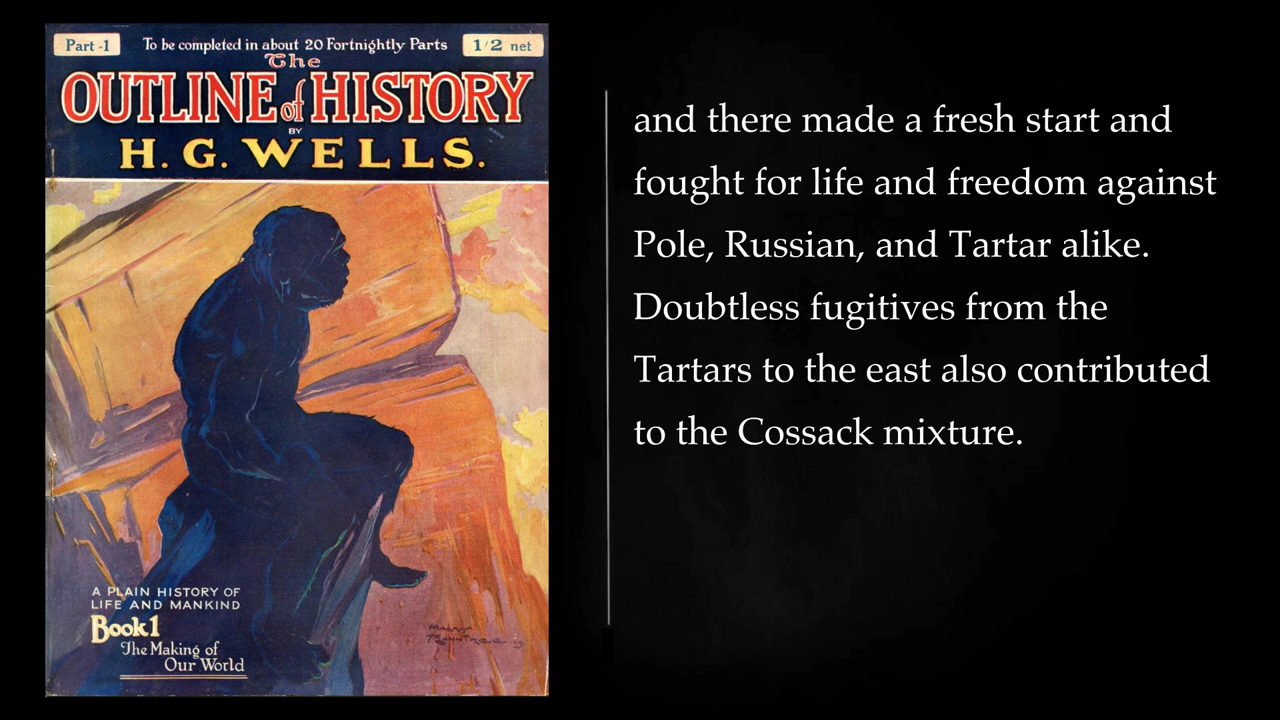 Part -1
To be completed in about 20 Fortnightly Parts
1/2 net
The
OUTLINE of HISTORY
BY
H. G. WELLS.
A PLAIN HISTORY OF
LIFE AND MANKIND
Book 1
The Making of
Our World
and there made a fresh start and
fought for life and freedom against
Pole, Russian, and Tartar alike.
Doubtless fugitives from the
Tartars to the east also contributed
to the Cossack mixture.